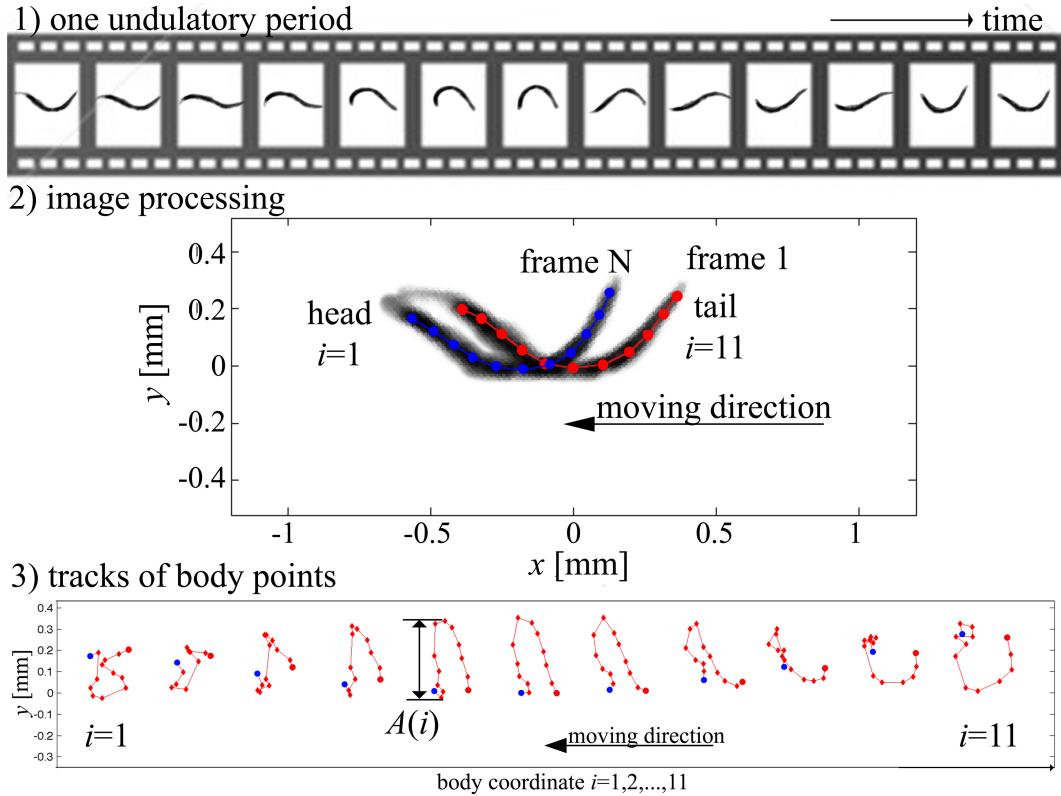 1) one undulatory period
time
2) image processing
0.4
0.2
0
-0.2
-0.4
y [mm]
frame N
frame 1
head
tail
i=1
i=11
moving direction
-1
-0.5
0
0.5
1
x [mm]
3) tracks of body points
0.4
0.3
0.2
0.1
0
-0.1
-0.2
-0.3
y [mm]
A(i)
i=1
i=11
moving direction
body coordinate i=1,2,...,11